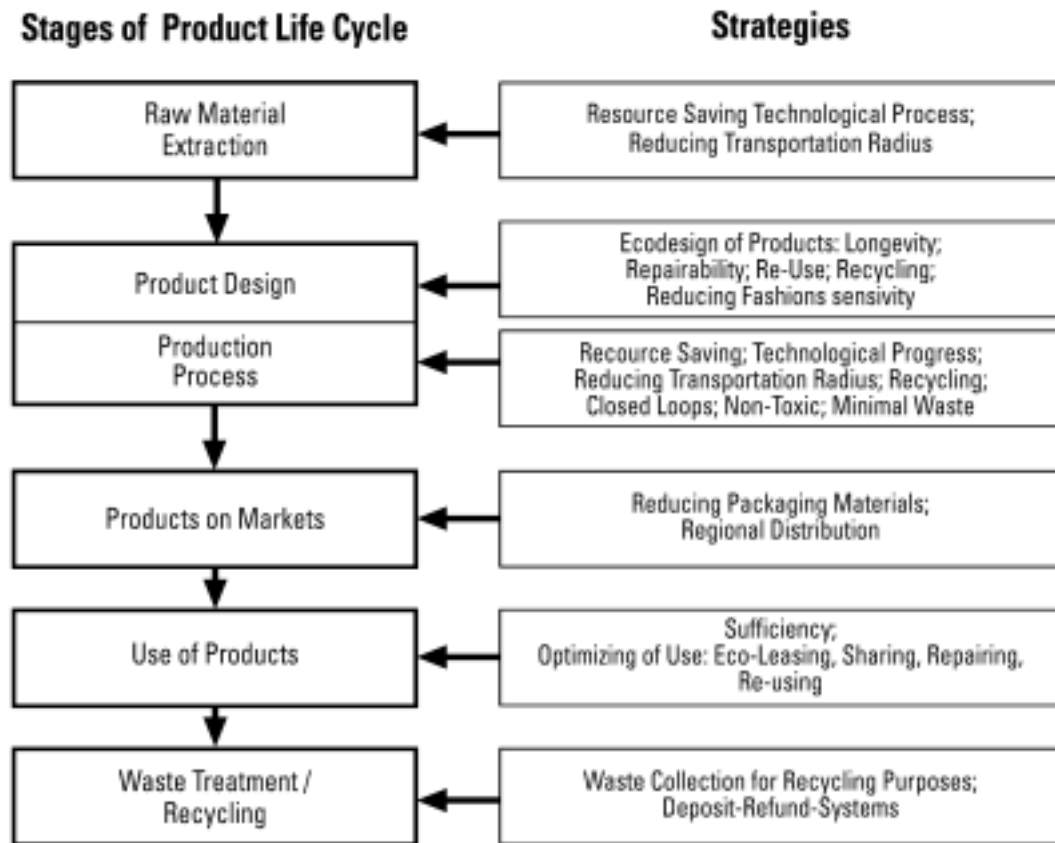 Stages of Product Life Cycle
Strategies
Raw Material
Extraction
Resource Saving Technological Process;
Reducing Transportation Radius
Product Design
Ecodesign of Products: Longevity;
Repairability; Re-Use; Recycling;
Reducing Fashions sensivity
Production
Process
Recource Saving; Technological Progress;
Reducing Transportation Radius; Recycling;
Closed Loops; Non-Toxic; Minimal Waste
Products on Markets
Reducing Packaging Materials;
Regional Distribution
Use of Products
Sufficiency;
Optimizing of Use: Eco-Leasing, Sharing, Repairing,
Re-using
Waste Treatment /
Recycling
Waste Collection for Recycling Purposes;
Deposit-Refund-Systems